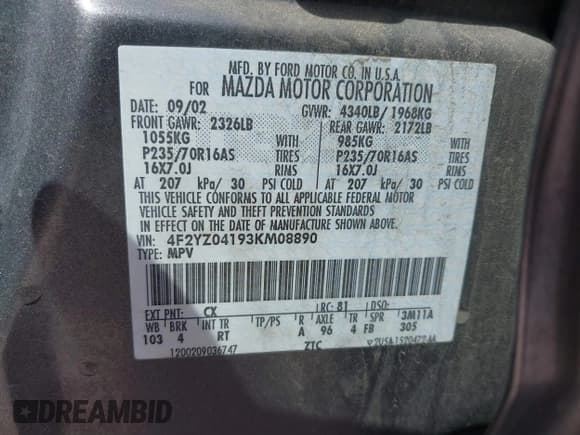 MFD. BY FORD MOTOR CO. IN U.S.A.
FOR MAZDA MOTOR CORPORATION
DATE: 09/02 GVWR: 4340LB/ 1968KG
FRONT GAWR: 2326LB REAR GAWR: 2172LB
1055KG WITH 985KG WITH
P235/70R16AS TIRES P235/70R16AS TIRES
16X7.0J RIMS 16X7.0J RIMS
AT 207 kPa/ 30 PSI COLD AT 207 kPa/ 30 PSI COLD
THIS VEHICLE CONFORMS TO ALL APPLICABLE FEDERAL MOTOR
VEHICLE SAFETY AND THEFT PREVENTION STANDARDS
IN EFFECT ON THE DATE OF MANUFACTURE SHOWN ABOVE.
VIN: 4F2YZ04193KM08890
TYPE: MPV
EXT PNT: CX RC: 81 DSO:
WB BRK INT TR TP/PS R AXLE TR SPR 3M11A
103 4 RT A 96 4 FB 305
1200209036747 ZTC
DREAMBID